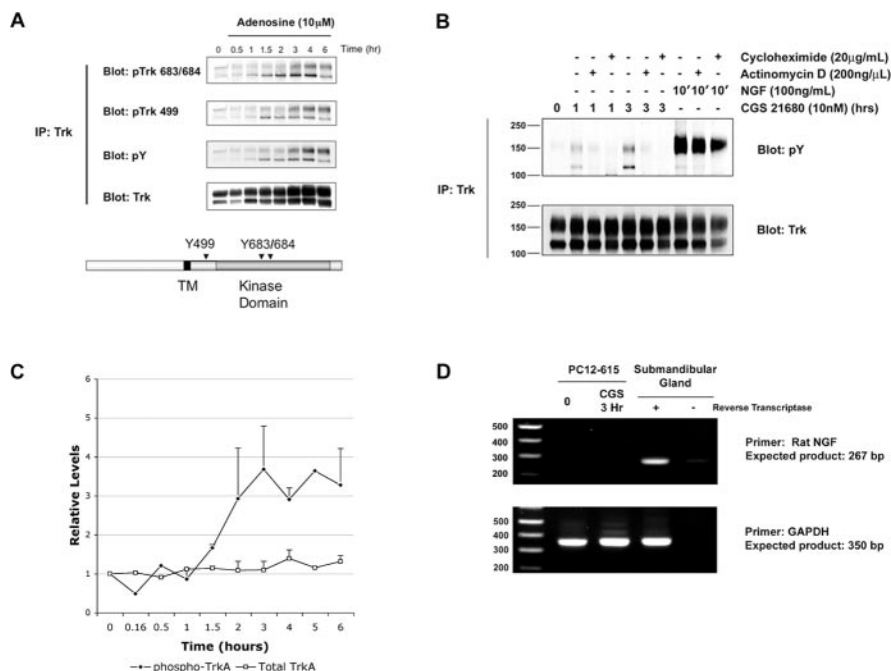 A
Adenosine (10μM)
0 0.5 1 1.5 2 3 4 6 Time (hr)
Blot: pTrk 683/684
Blot: pTrk 499
IP: Trk
Blot: pY
Blot: Trk
Y499 Y683/684
TM Kinase
Domain
B
- - - + - - + - - + Cycloheximide (20μg/mL)
- - + - - + - - + - Actinomycin D (200ng/μL)
- - - - - - - 10' 10' 10' NGF (100ng/mL)
0 1 1 1 3 3 3 - - - CGS 21680 (10nM) (hrs)
250
150
100
Blot: pY
IP: Trk
250
150
100
Blot: Trk
C
Relative Levels
6
5
4
3
2
1
0
0 0.16 0.5 1 1.5 2 3 4 5 6
Time (hours)
phospho-TrkA Total TrkA
D
PC12-615 Submandibular
Gland
0 CGS
3 Hr + - Reverse Transcriptase
500
400
300
200
Primer: Rat NGF
Expected product: 267 bp
500
400
300
200
Primer: GAPDH
Expected product: 350 bp